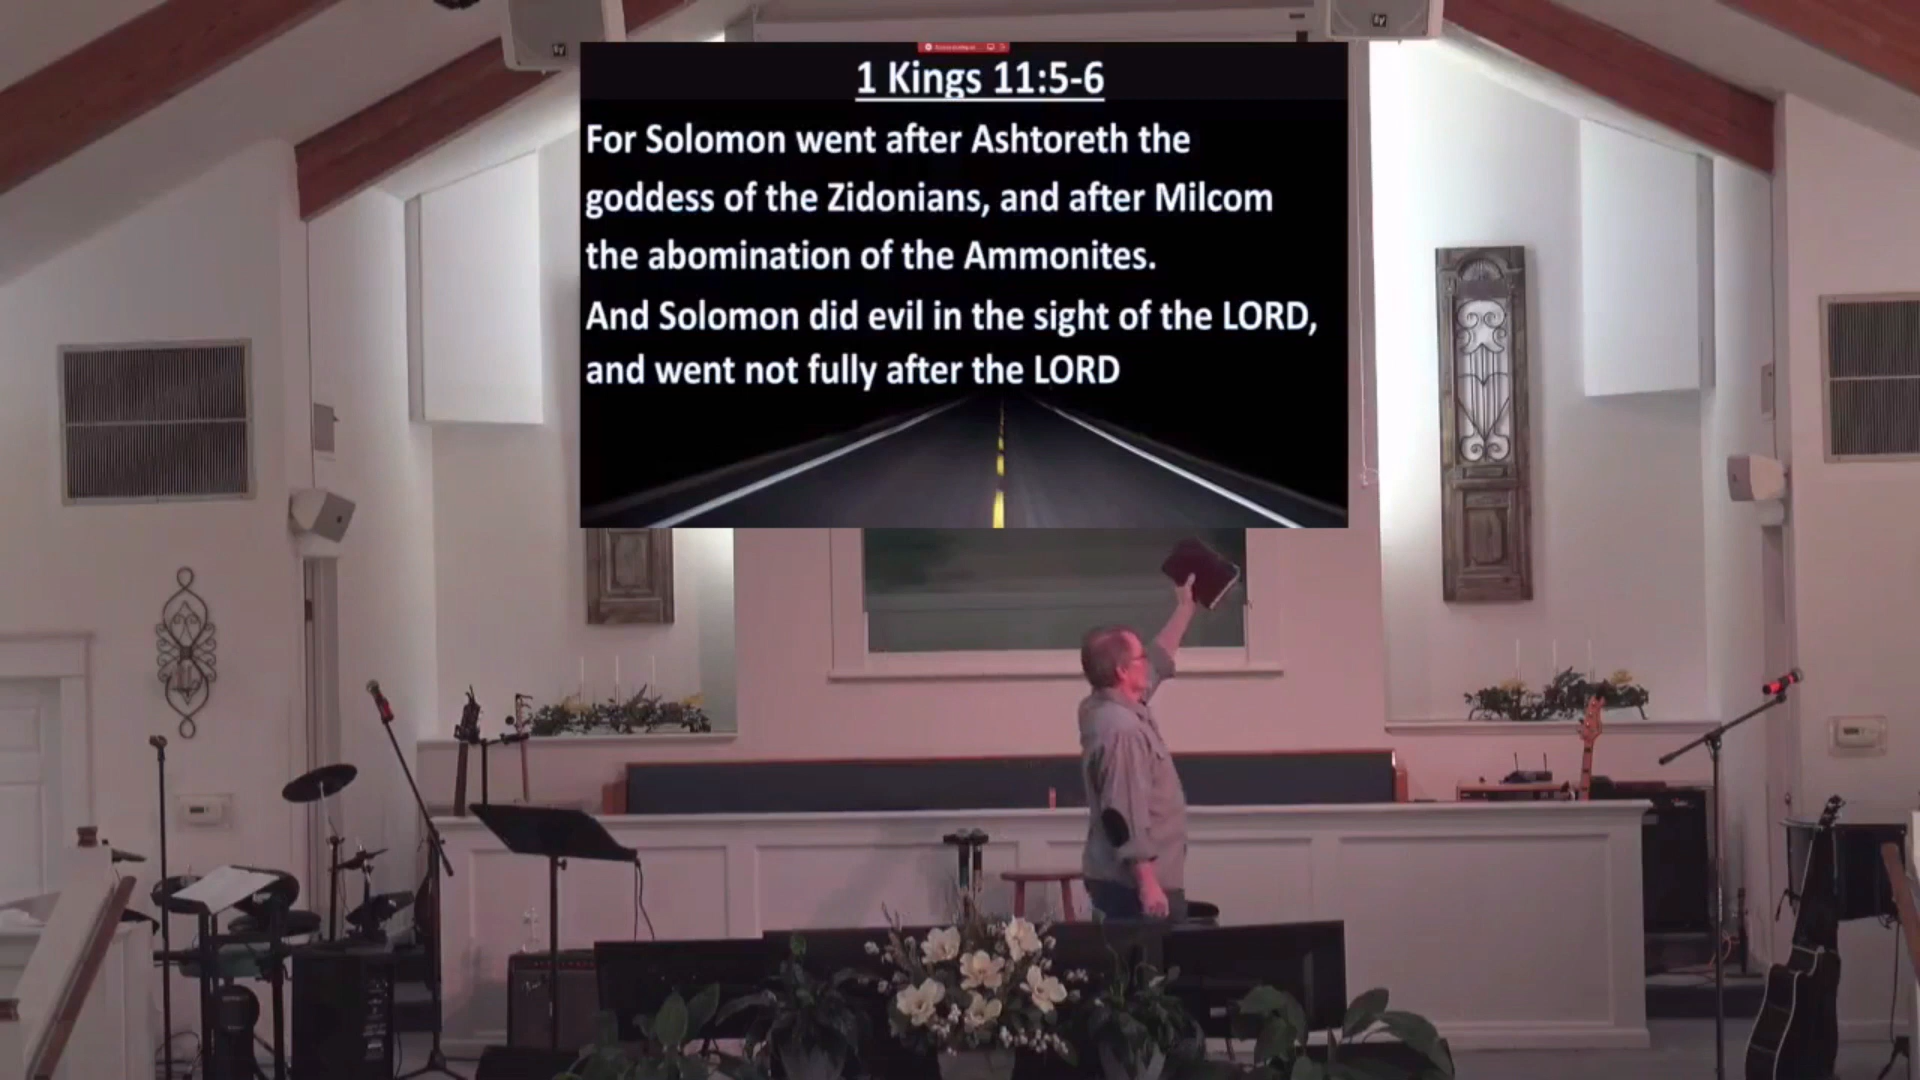 1 Kings 11:5-6
For Solomon went after Ashtoreth the
goddess of the Zidonians, and after Milcom
the abomination of the Ammonites.
And Solomon did evil in the sight of the LORD,
and went not fully after the LORD